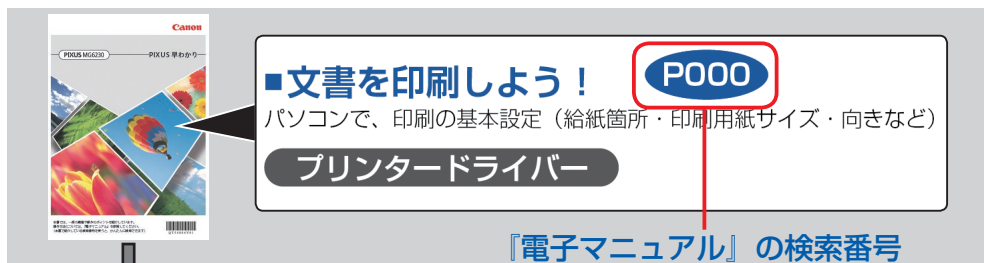 Canon
PIXUS MG6230
PIXUS 早わかり
■文書を印刷しよう！ P000
パソコンで、印刷の基本設定（給紙箇所・印刷用紙サイズ・向きなど）
プリンタードライバー
『電子マニュアル』の検索番号